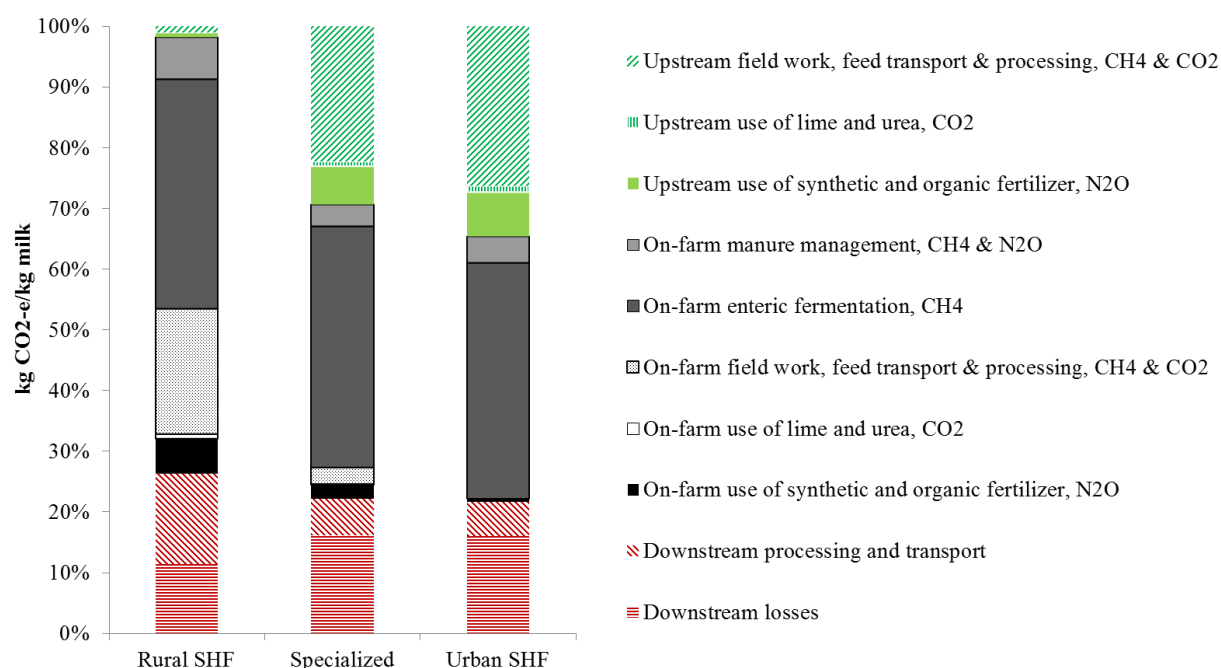 100%
90%
80%
70%
60%
50%
40%
30%
20%
10%
0%
kg CO2-e/kg milk
Rural SHF
Specialized
Urban SHF
Upstream field work, feed transport & processing, CH4 & CO2
Upstream use of lime and urea, CO2
Upstream use of synthetic and organic fertilizer, N2O
On-farm manure management, CH4 & N2O
On-farm enteric fermentation, CH4
On-farm field work, feed transport & processing, CH4 & CO2
On-farm use of lime and urea, CO2
On-farm use of synthetic and organic fertilizer, N2O
Downstream processing and transport
Downstream losses